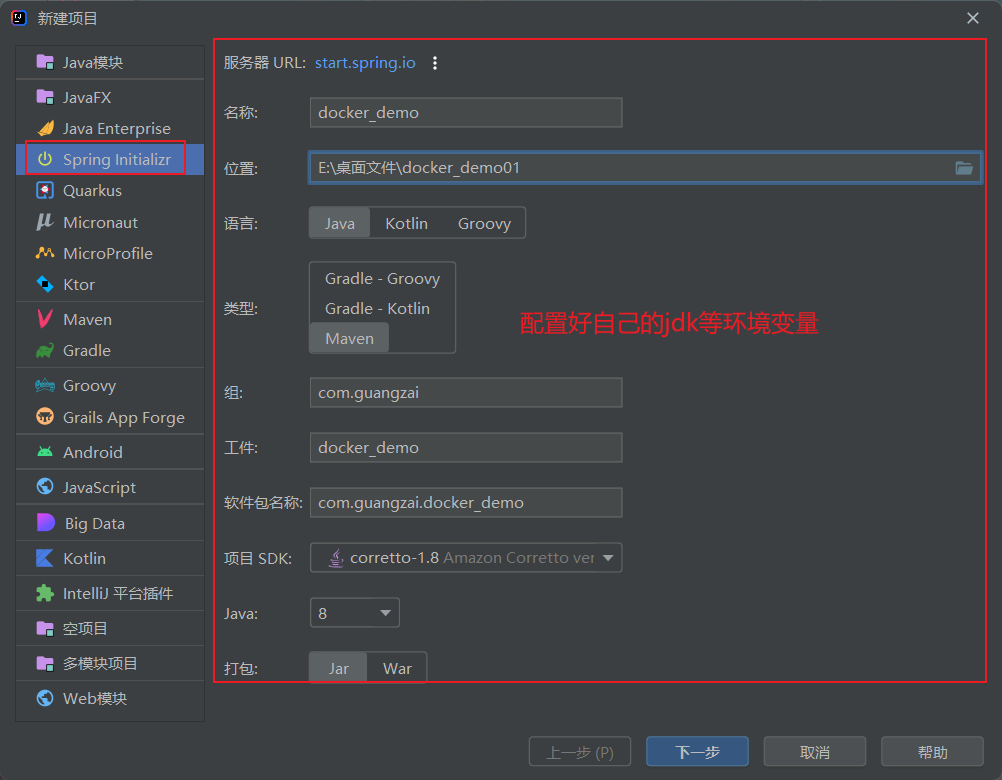 新建项目
Java模块
JavaFX
Java Enterprise
Spring Initializr
Quarkus
Micronaut
MicroProfile
Ktor
Maven
Gradle
Groovy
Grails App Forge
Android
JavaScript
Big Data
Kotlin
IntelliJ 平台插件
空项目
多模块项目
Web模块
服务器 URL: start.spring.io
名称: docker_demo
位置: E:\桌面文件\docker_demo01
语言: Java Kotlin Groovy
类型:
Gradle - Groovy
Gradle - Kotlin
Maven
配置好自己的jdk等环境变量
组: com.guangzai
工件: docker_demo
软件包名称: com.guangzai.docker_demo
项目 SDK: corretto-1.8 Amazon Corretto ver
Java: 8
打包: Jar War
上一步 (P) 下一步 取消 帮助